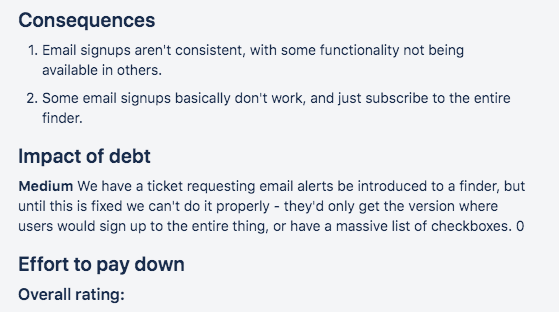 Consequences
1. Email signups aren't consistent, with some functionality not being
available in others.
2. Some email signups basically don't work, and just subscribe to the entire
finder.
Impact of debt
Medium We have a ticket requesting email alerts be introduced to a finder, but
until this is fixed we can't do it properly - they'd only get the version where
users would sign up to the entire thing, or have a massive list of checkboxes. 0
Effort to pay down
Overall rating: